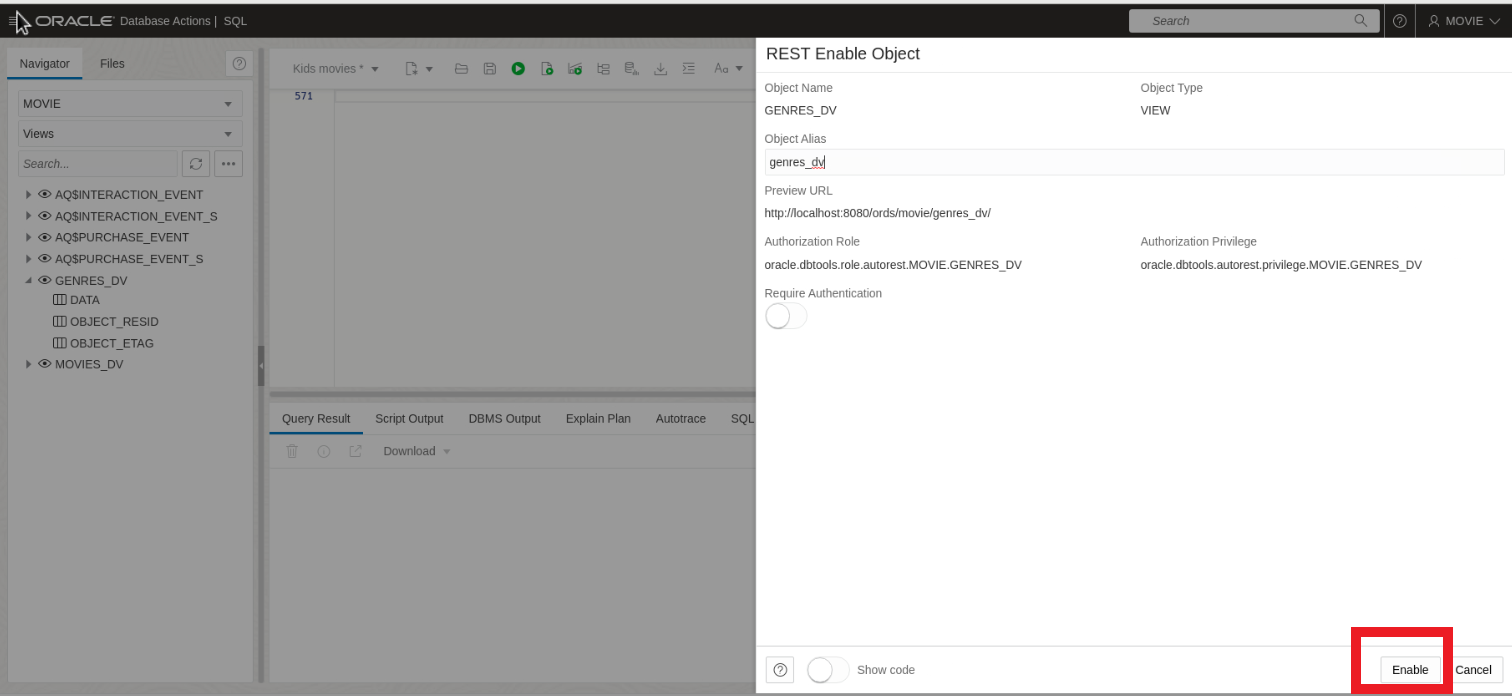 ORACLE Database Actions | SQL
Search
MOVIE
Navigator
Files
MOVIE
Views
Search...
AQ$INTERACTION_EVENT
AQ$INTERACTION_EVENT_S
AQ$PURCHASE_EVENT
AQ$PURCHASE_EVENT_S
GENRES_DV
DATA
OBJECT_RESID
OBJECT_ETAG
MOVIES_DV
Kids movies *
Aa
571
Query Result
Script Output
DBMS Output
Explain Plan
Autotrace
SQL
Download
REST Enable Object
Object Name
Object Type
GENRES_DV
VIEW
Object Alias
genres_dv
Preview URL
http://localhost:8080/ords/movie/genres_dv/
Authorization Role
Authorization Privilege
oracle.dbtools.role.autorest.MOVIE.GENRES_DV
oracle.dbtools.autorest.privilege.MOVIE.GENRES_DV
Require Authentication
Show code
Enable
Cancel